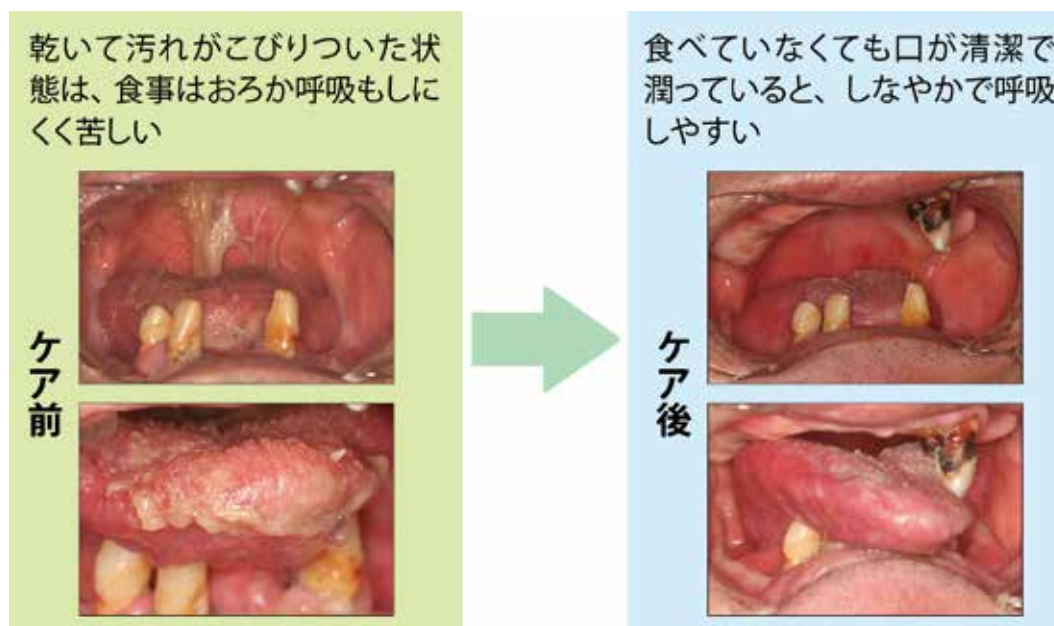 乾いて汚れがこびりついた状
態は、食事はおろか呼吸もしに
くく苦しい
ケア前
食べていなくても口が清潔で
潤っていると、しなやかで呼吸
しやすい
ケア後